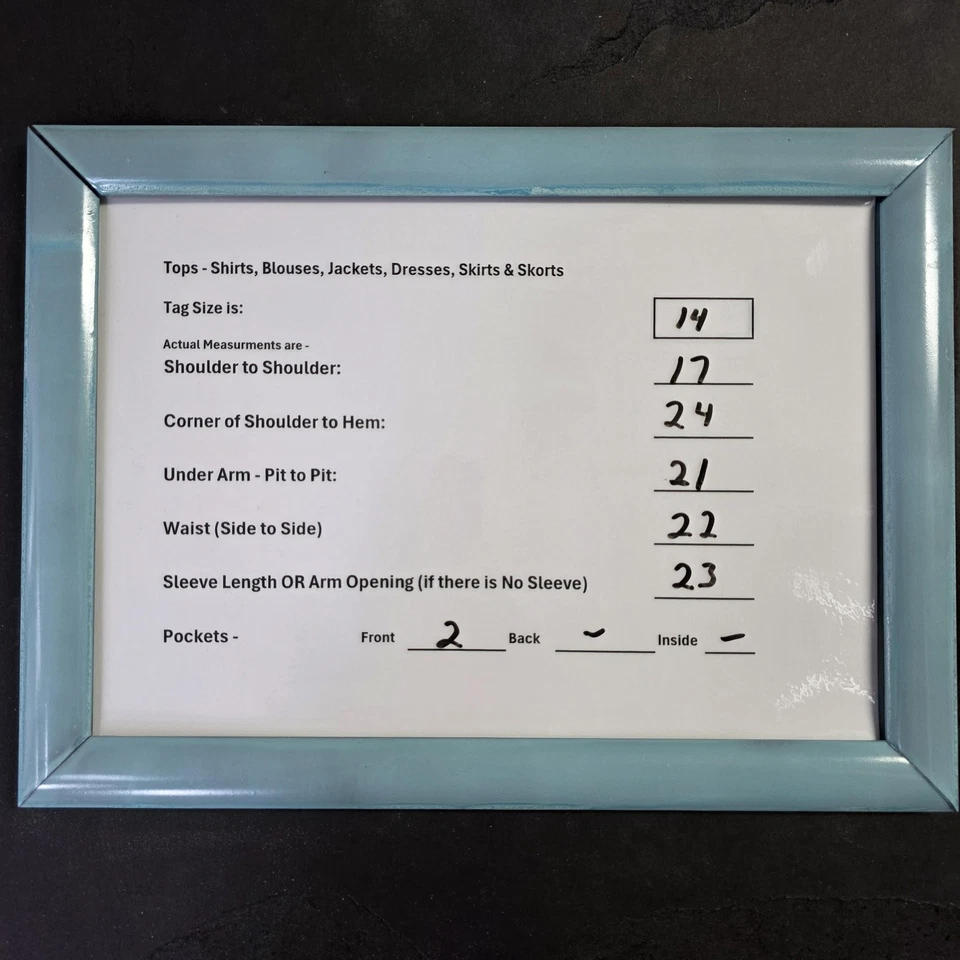 Tops - Shirts, Blouses, Jackets, Dresses, Skirts & Skorts
Tag Size is: 14
Actual Measurments are -
Shoulder to Shoulder: 17
Corner of Shoulder to Hem: 24
Under Arm - Pit to Pit: 21
Waist (Side to Side) 22
Sleeve Length OR Arm Opening (if there is No Sleeve) 23
Pockets - Front 2 Back - Inside -